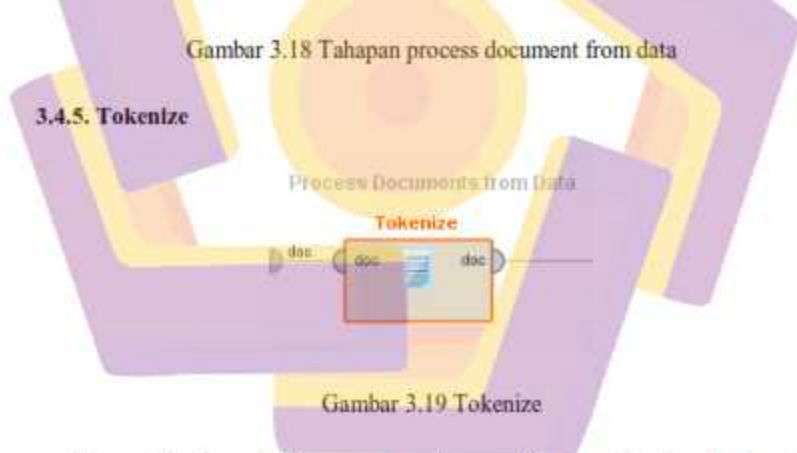 Gambar 3.18 Tahapan process document from data
3.4.5. Tokenize
Process Documents from Data
Tokenize
doc doc doc
Gambar 3.19 Tokenize